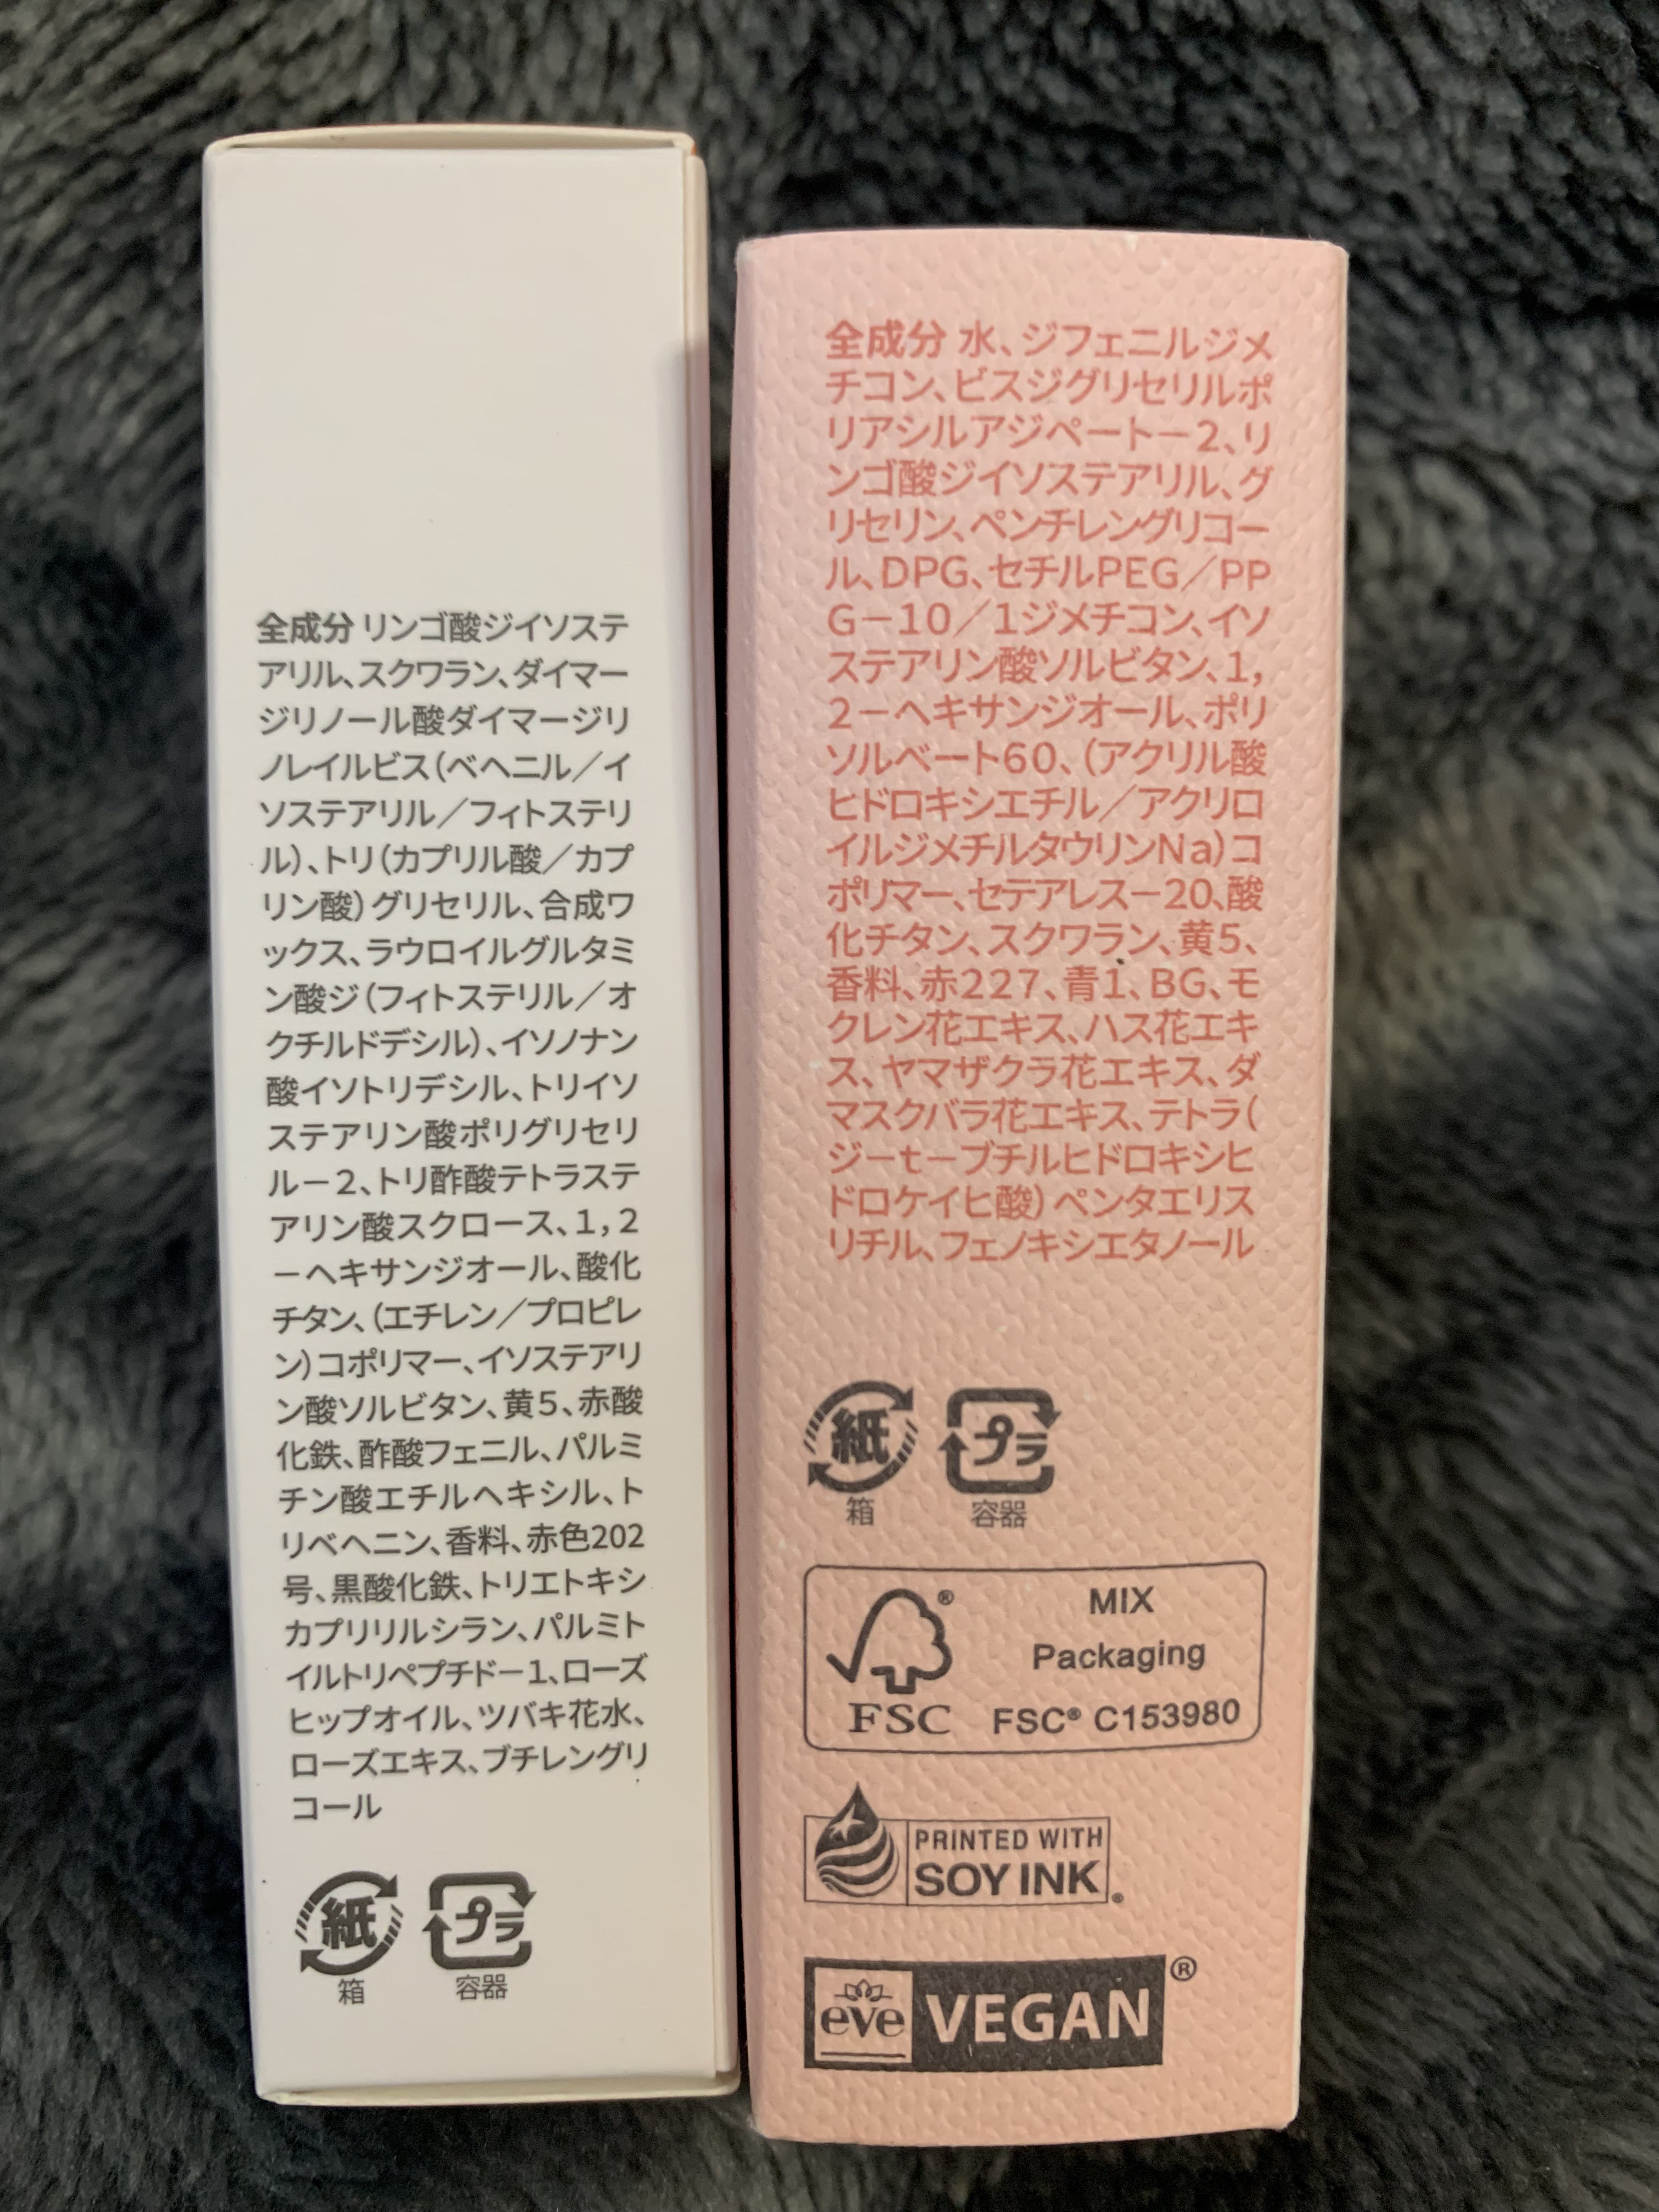 全成分 リンゴ酸ジイソステ
アリル、スクワラン、ダイマー
ジリノール酸ダイマージリ
ノレイルビス(ベヘニル／イ
ソステアリル／フィトステリ
ル)、トリ(カプリル酸／カプ
リン酸)グリセリル、合成ワ
ックス、ラウロイルグルタミ
ン酸ジ(フィトステリル／オ
クチルドデシル)、イソノナン
酸イソトリデシル、トリイソ
ステアリン酸ポリグリセリ
ル－2、トリ酢酸テトラステ
アリン酸スクロース、1,2
－ヘキサンジオール、酸化
チタン、(エチレン／プロピレ
ン)コポリマー、イソステアリ
ン酸ソルビタン、黄5、赤酸
化鉄、酢酸フェニル、パルミ
チン酸エチルヘキシル、ト
リベヘニン、香料、赤色202
号、黒酸化鉄、トリエトキシ
カプリリルシラン、パルミト
イルトリペプチド－1、ローズ
ヒップオイル、ツバキ花水、
ローズエキス、ブチレングリ
コール
紙 プラ
箱 容器
全成分 水、ジフェニルジメ
チコン、ビスジグリセリルポ
リアシルアジペート－2、リ
ンゴ酸ジイソステアリル、グ
リセリン、ペンチレングリコー
ル、DPG、セチルPEG／PP
G－10／1ジメチコン、イソ
ステアリン酸ソルビタン、1,
2－ヘキサンジオール、ポリ
ソルベート60、(アクリル酸
ヒドロキシエチル／アクリロ
イルジメチルタウリンNa)コ
ポリマー、セテアレス－20、酸
化チタン、スクワラン、黄5、
香料、赤227、青1、BG、モ
クレン花エキス、ハス花エキ
ス、ヤマザクラ花エキス、ダ
マスクバラ花エキス、テトラ(
ジ－t－ブチルヒドロキシヒ
ドロケイヒ酸)ペンタエリス
リチル、フェノキシエタノール
紙 プラ
箱 容器
® MIX
Packaging
FSC FSC® C153980
PRINTED WITH
SOY INK®
eve VEGAN®